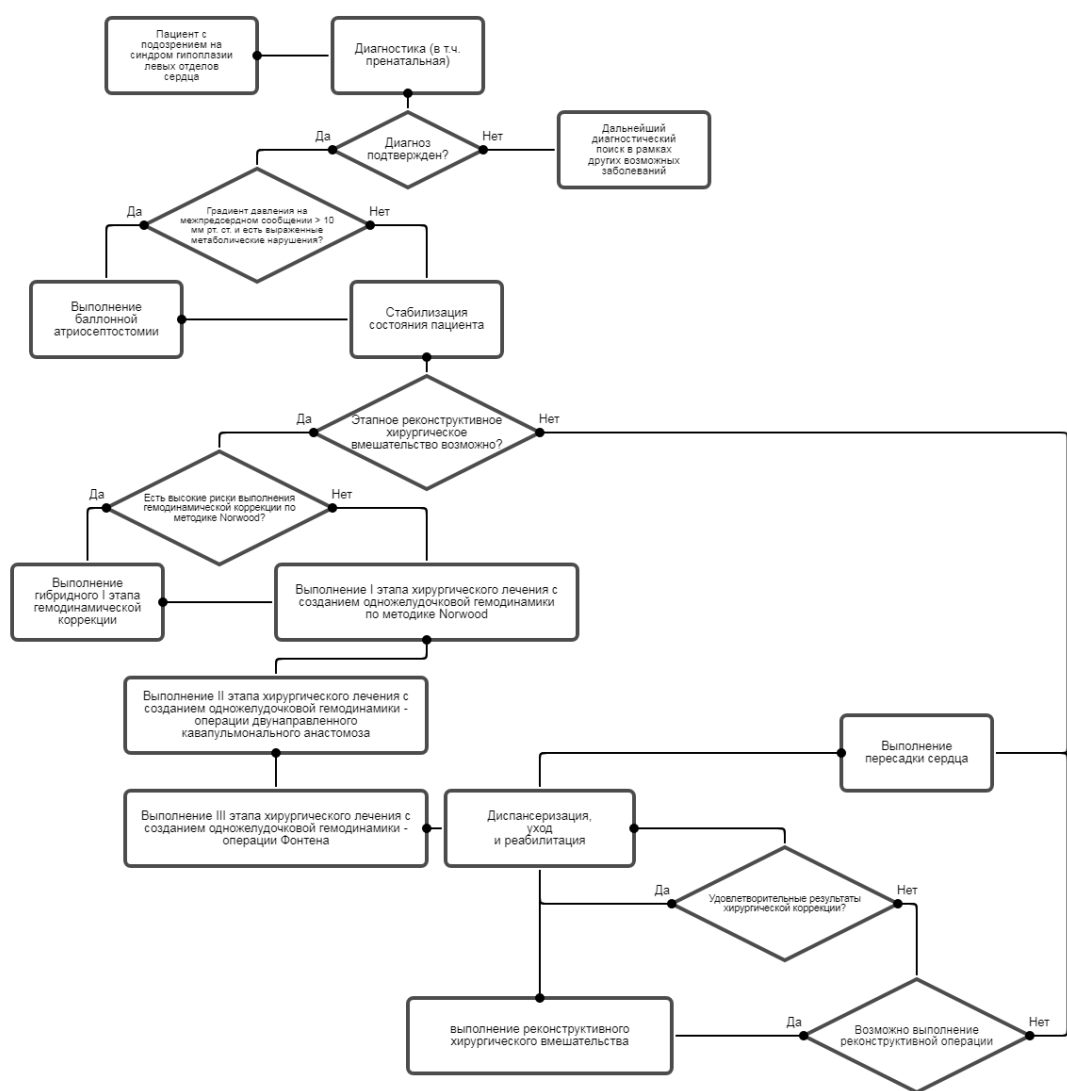 Пациент с
подозрением на
синдром гипоплазии
левых отделов
сердца
Диагностика (в т.ч.
пренатальная)
Да
Диагноз
подтвержден?
Нет
Дальнейший
диагностический
поиск в рамках
других возможных
заболеваний
Да
Градиент давления на
межпредсердном сообщении > 10
мм рт. ст. и есть выраженные
метаболические нарушения?
Нет
Выполнение
баллонной
атриосептостомии
Стабилизация
состояния пациента
Да
Этапное реконструктивное
хирургическое
вмешательство возможно?
Нет
Да
Есть высокие риски выполнения
гемодинамической коррекции по
методике Norwood?
Нет
Выполнение
гибридного I этапа
гемодинамической
коррекции
Выполнение I этапа хирургического лечения с
созданием одножелудочковой гемодинамики
по методике Norwood
Выполнение II этапа хирургического лечения с
созданием одножелудочковой гемодинамики -
операции двунаправленного
кавапульмонального анастомоза
Выполнение
пересадки сердца
Выполнение III этапа хирургического лечения с
созданием одножелудочковой гемодинамики -
операции Фонтена
Диспансеризация,
уход
и реабилитация
Да
Удовлетворительные результаты
хирургической коррекции?
Нет
выполнение реконструктивного
хирургического вмешательства
Да
Возможно выполнение
реконструктивной операции
Нет